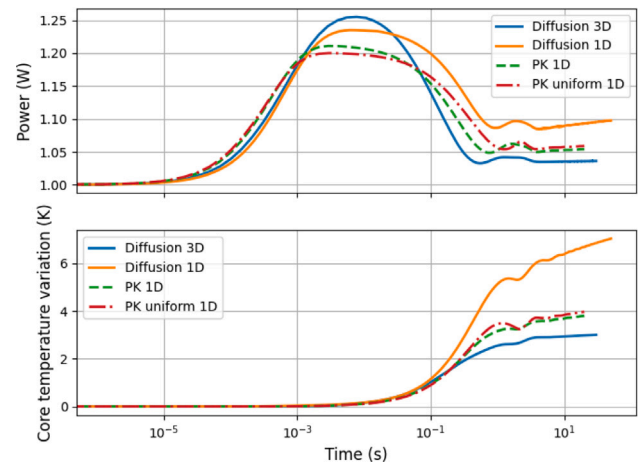 1.25
1.20
1.15
1.10
1.05
1.00
Power (W)
Diffusion 3D
Diffusion 1D
PK 1D
PK uniform 1D
6
4
2
0
Core temperature variation (K)
Diffusion 3D
Diffusion 1D
PK 1D
PK uniform 1D
10⁻⁵
10⁻³
10⁻¹
10¹
Time (s)